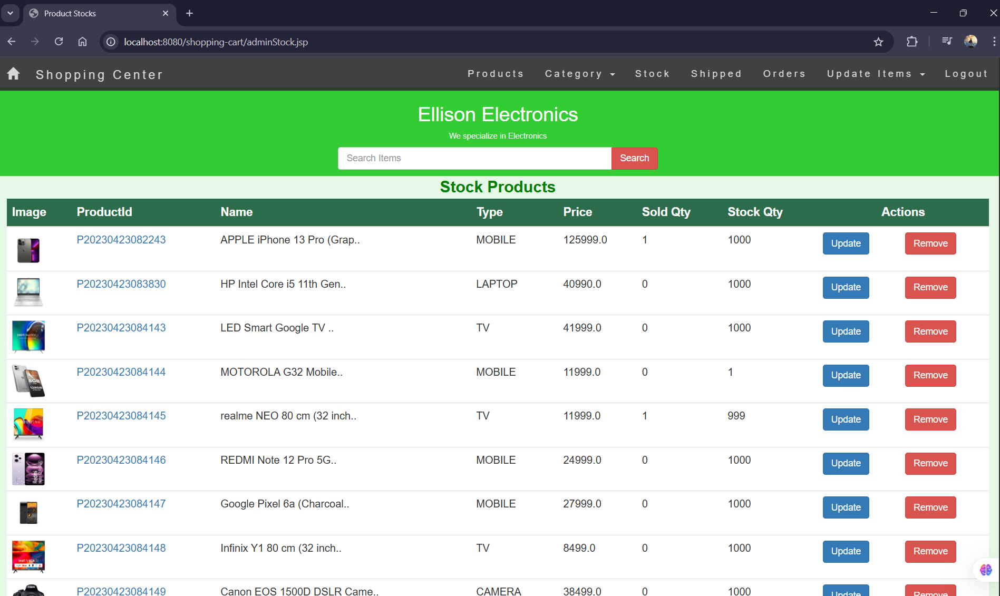 Product Stocks
localhost:8080/shopping-cart/adminStock.jsp
Shopping Center Products Category Stock Shipped Orders Update Items Logout
Ellison Electronics
We specialize in Electronics
Search Items Search
Stock Products
Image ProductId Name Type Price Sold Qty Stock Qty Actions
P20230423082243 APPLE iPhone 13 Pro (Grap.. MOBILE 125999.0 1 1000 Update Remove
P20230423083830 HP Intel Core i5 11th Gen.. LAPTOP 40990.0 0 1000 Update Remove
P20230423084143 LED Smart Google TV .. TV 41999.0 0 1000 Update Remove
P20230423084144 MOTOROLA G32 Mobile.. MOBILE 11999.0 0 1 Update Remove
8GB
128GB
P20230423084145 realme NEO 80 cm (32 inch.. TV 11999.0 1 999 Update Remove
P20230423084146 REDMI Note 12 Pro 5G.. MOBILE 24999.0 0 1000 Update Remove
Redmi
P20230423084147 Google Pixel 6a (Charcoal.. MOBILE 27999.0 0 1000 Update Remove
P20230423084148 Infinix Y1 80 cm (32 inch.. TV 8499.0 0 1000 Update Remove
P20230423084149 Canon EOS 1500D DSLR Came.. CAMERA 38499.0 0 1000 Update Remove